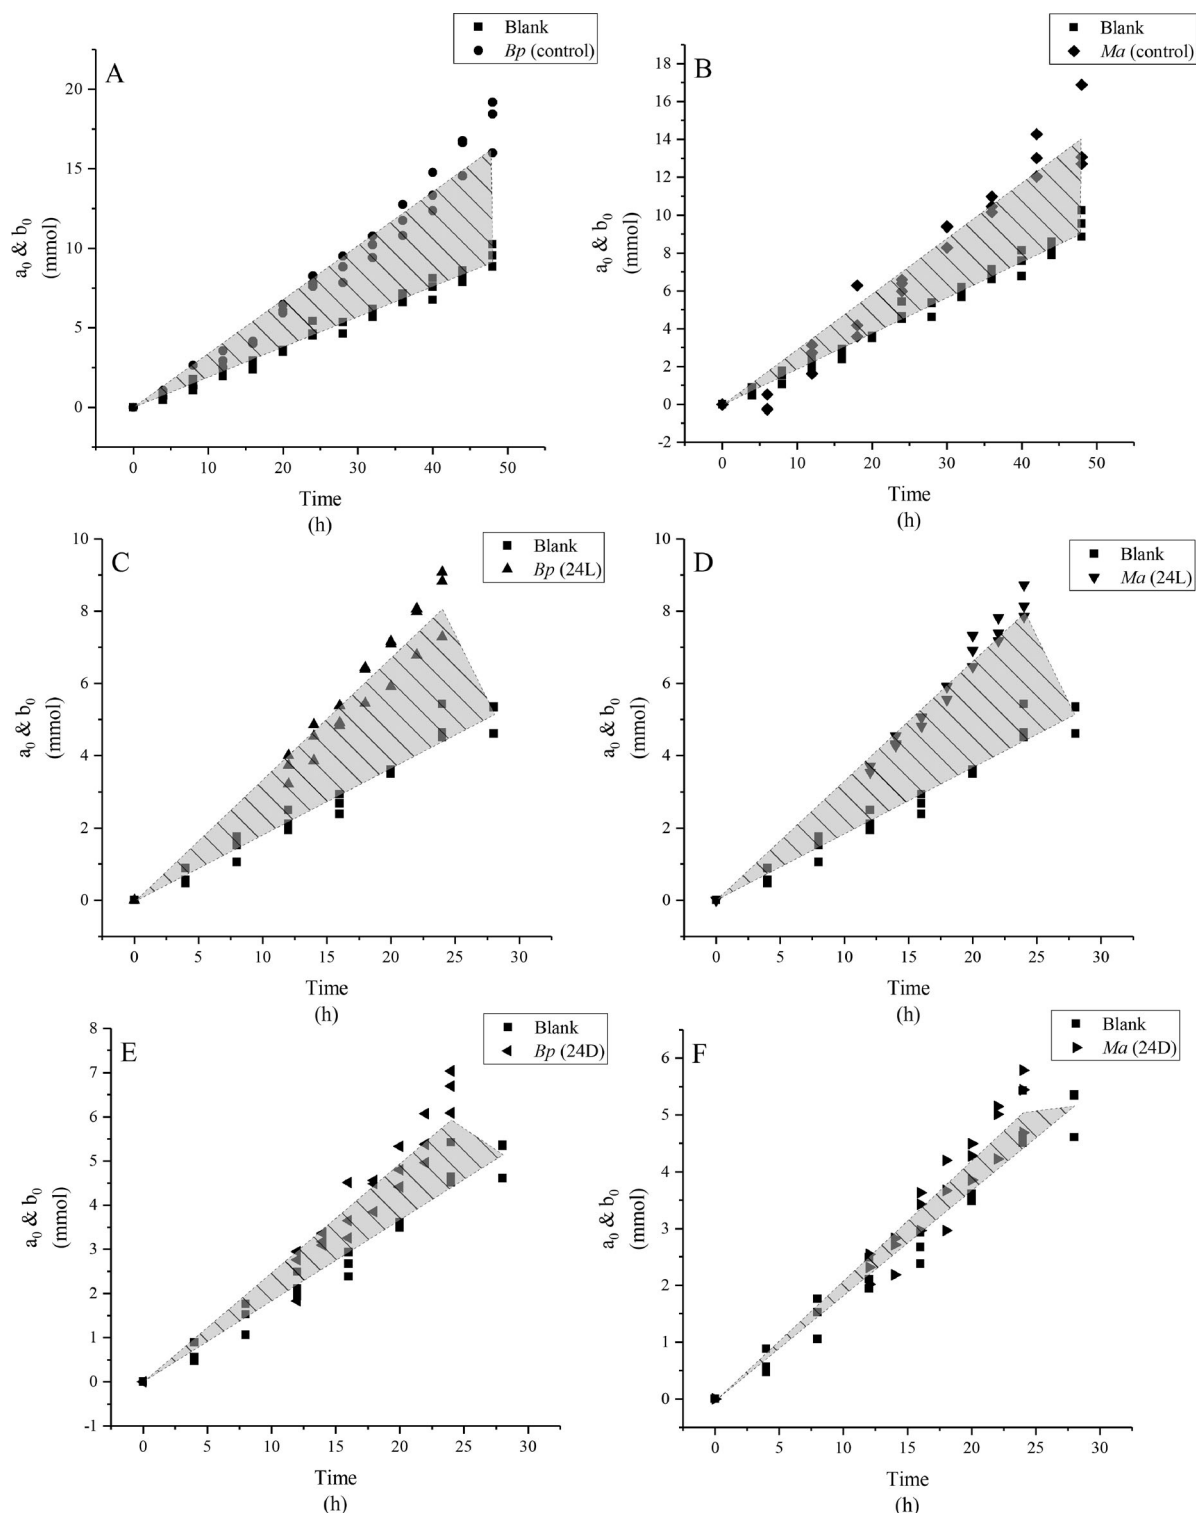 A
Blank
Bp (control)
20
15
10
5
0
a0 & b0
(mmol)
0 10 20 30 40 50
Time
(h)
B
Blank
Ma (control)
18
16
14
12
10
8
6
4
2
0
-2
a0 & b0
(mmol)
0 10 20 30 40 50
Time
(h)
C
Blank
Bp (24L)
10
8
6
4
2
0
a0 & b0
(mmol)
0 5 10 15 20 25 30
Time
(h)
D
Blank
Ma (24L)
10
8
6
4
2
0
a0 & b0
(mmol)
0 5 10 15 20 25 30
Time
(h)
E
Blank
Bp (24D)
8
7
6
5
4
3
2
1
0
-1
a0 & b0
(mmol)
0 5 10 15 20 25 30
Time
(h)
F
Blank
Ma (24D)
6
5
4
3
2
1
0
a0 & b0
(mmol)
0 5 10 15 20 25 30
Time
(h)